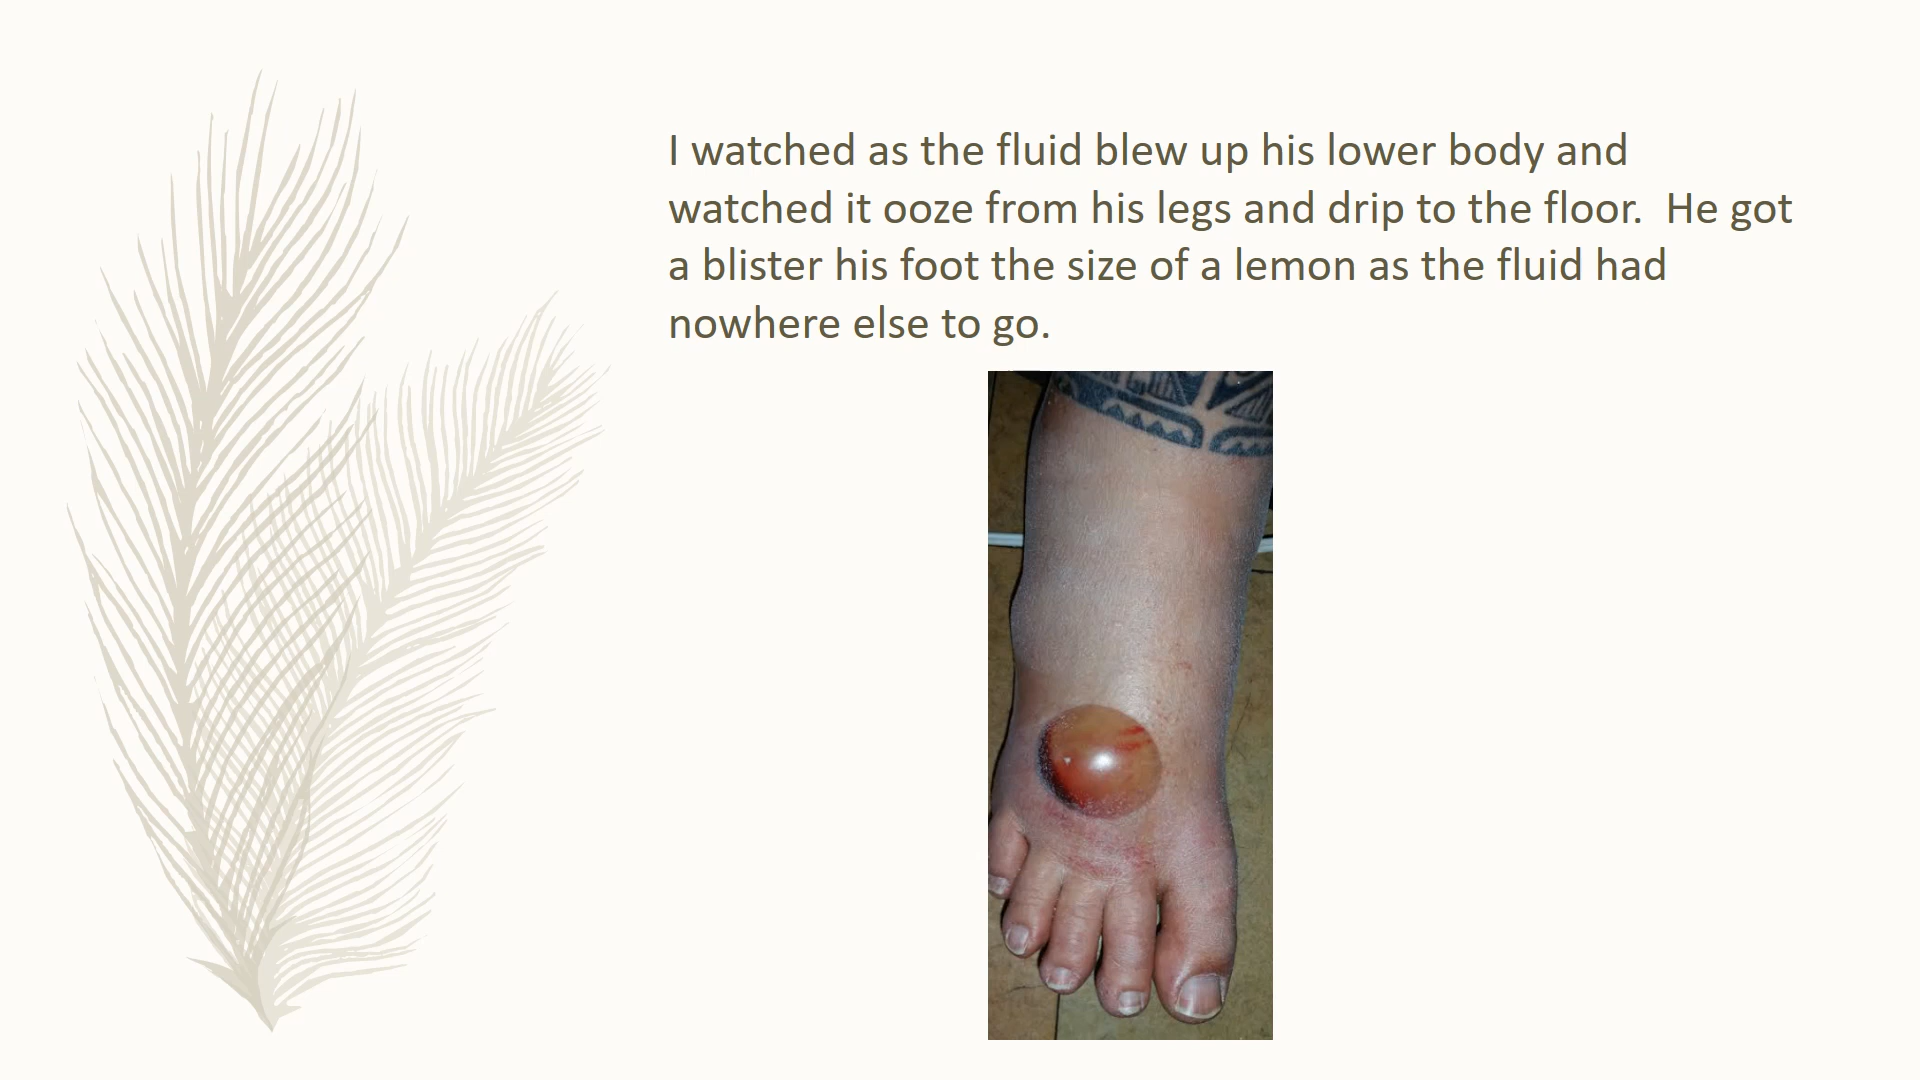 I watched as the fluid blew up his lower body and
watched it ooze from his legs and drip to the floor.  He got
a blister his foot the size of a lemon as the fluid had
nowhere else to go.